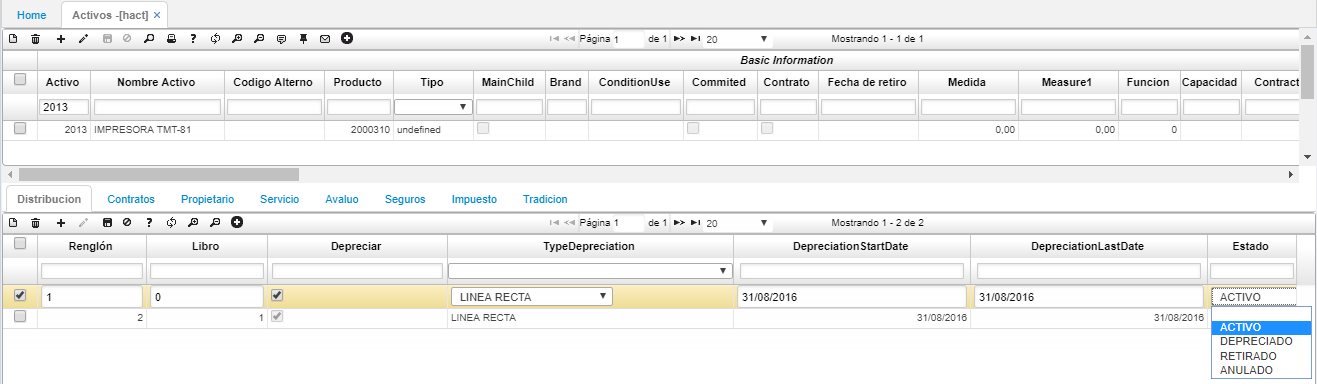 Home Activos -[hact] ×
Página 1 de 1 20 Mostrando 1 - 1 de 1
Basic Information
Activo Nombre Activo Codigo Alterno Producto Tipo MainChild Brand ConditionUse Commited Contrato Fecha de retiro Medida Measure1 Funcion Capacidad Contract
2013
2013 IMPRESORA TMT-81 2000310 undefined 0,00 0,00 0
Distribucion Contratos Propietario Servicio Avaluo Seguros Impuesto Tradicion
Página 1 de 1 20 Mostrando 1 - 2 de 2
Renglón Libro Depreciar TypeDepreciation DepreciationStartDate DepreciationLastDate Estado
1 0 LINEA RECTA 31/08/2016 31/08/2016 ACTIVO
2 1 LINEA RECTA 31/08/2016 31/08/2016
ACTIVO
DEPRECIADO
RETIRADO
ANULADO